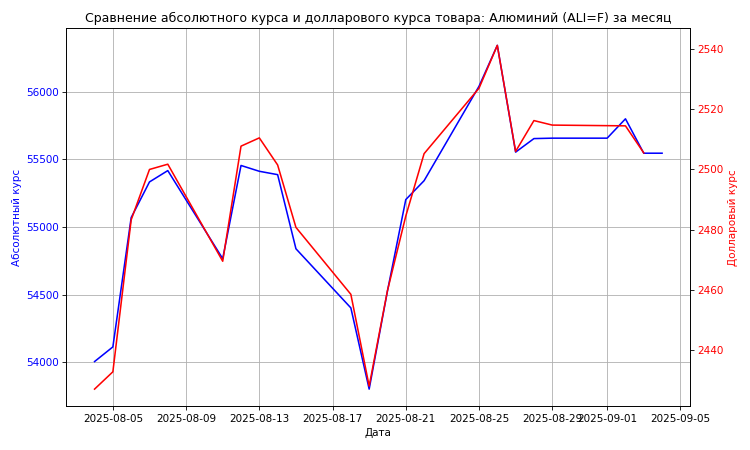 Сравнение абсолютного курса и долларового курса товара: Алюминий (ALI=F) за месяц
56000
55500
55000
54500
54000
Абсолютный курс
2540
2520
2500
2480
2460
2440
Долларовый курс
2025-08-05 2025-08-09 2025-08-13 2025-08-17 2025-08-21 2025-08-25 2025-08-29 2025-09-01 2025-09-05
Дата